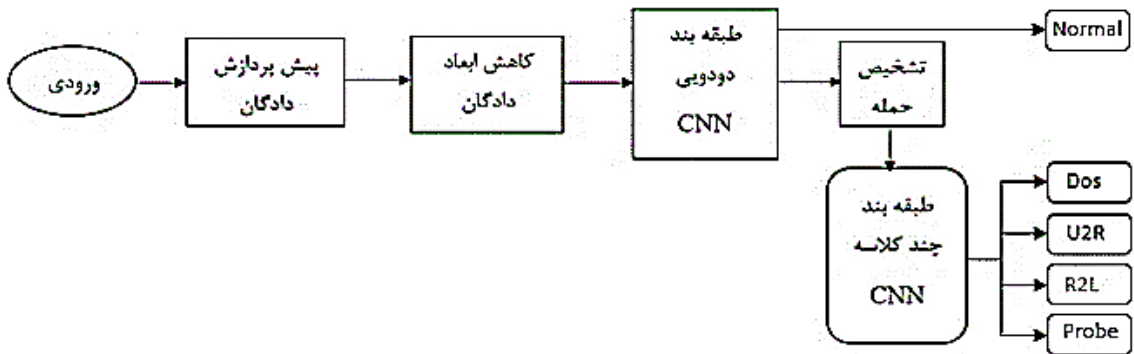 ورودی
پیش پردازش
دادگان
کاهش ابعاد
دادگان
طبقه بند
دودویی
CNN
Normal
تشخیص
حمله
طبقه بند
چند کلاسه
CNN
Dos
U2R
R2L
Probe